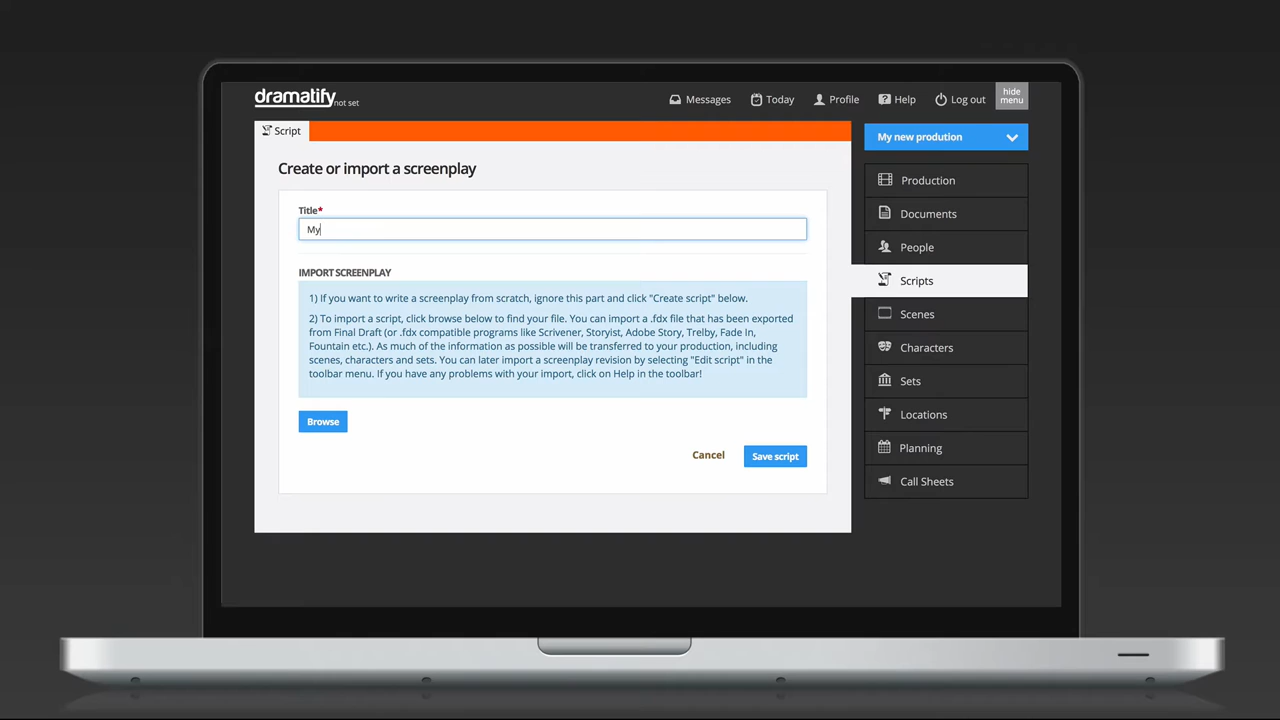 dramatify not set
Messages
Today
Profile
Help
Log out
hide
menu
Script
My new prodution
Create or import a screenplay
Title*
My
IMPORT SCREENPLAY
1) If you want to write a screenplay from scratch, ignore this part and click "Create script" below.
2) To import a script, click browse below to find your file. You can import a .fdx file that has been exported
from Final Draft (or .fdx compatible programs like Scrivener, Storyist, Adobe Story, Trelby, Fade In,
Fountain etc.). As much of the information as possible will be transferred to your production, including
scenes, characters and sets. You can later import a screenplay revision by selecting "Edit script" in the
toolbar menu. If you have any problems with your import, click on Help in the toolbar!
Browse
Cancel
Save script
Production
Documents
People
Scripts
Scenes
Characters
Sets
Locations
Planning
Call Sheets